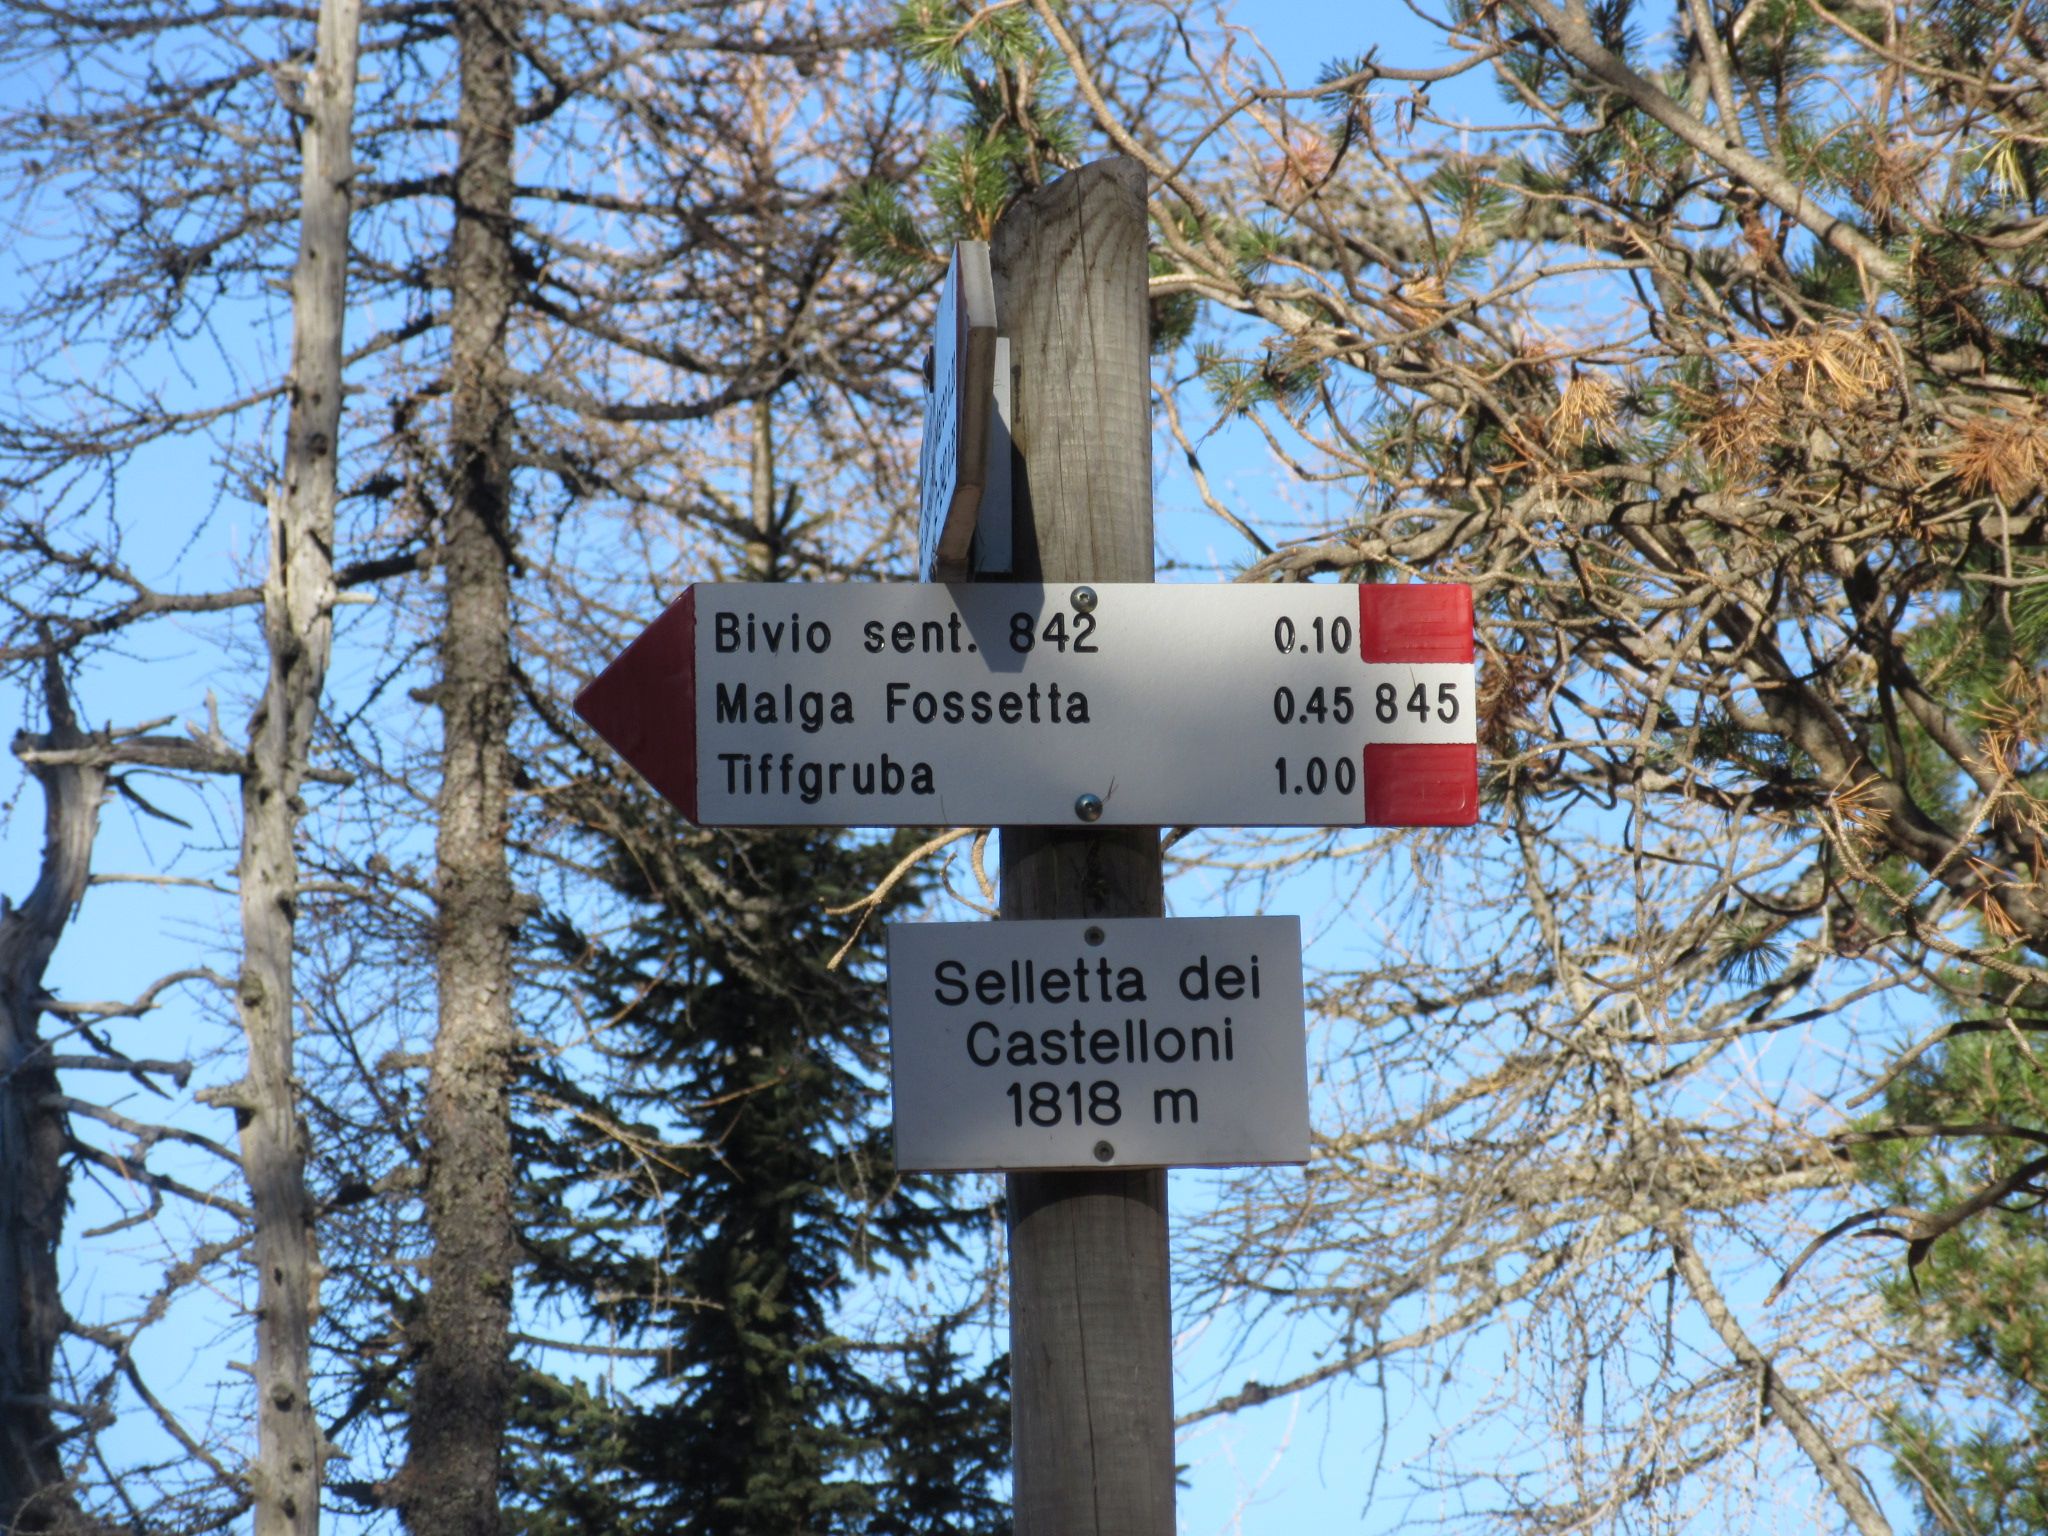 Bivio sent. 842 0.10
Malga Fossetta 0.45 845
Tiffgruba 1.00
Selletta dei
Castelloni
1818 m